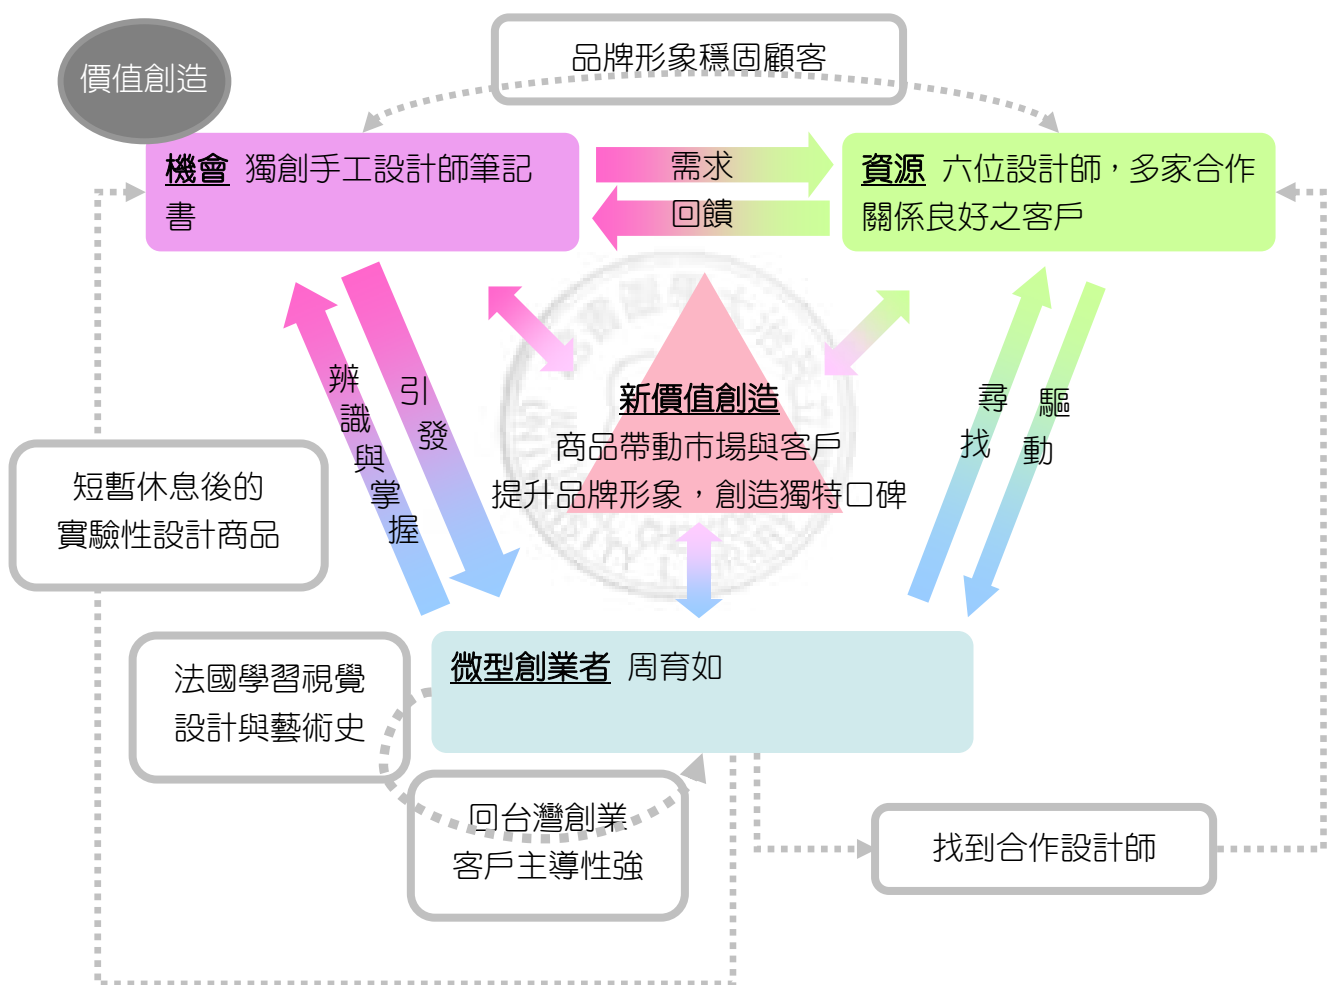 品牌形象穩固顧客
價值創造
機會 獨創手工設計師筆記
書
需求
回饋
資源 六位設計師，多家合作
關係良好之客戶
辨識與掌握
引發
尋找
驅動
新價值創造
商品帶動市場與客戶
提升品牌形象，創造獨特口碑
短暫休息後的
實驗性設計商品
微型創業者 周育如
法國學習視覺
設計與藝術史
回台灣創業
客戶主導性強
找到合作設計師